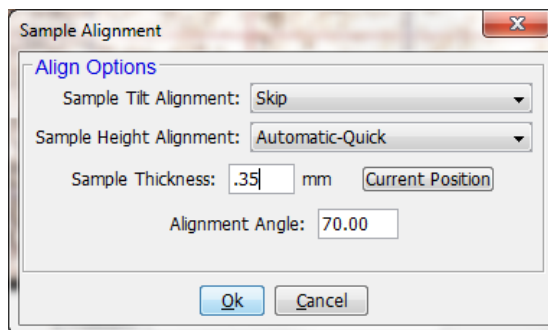 Sample Alignment
Align Options
Sample Tilt Alignment: Skip
Sample Height Alignment: Automatic-Quick
Sample Thickness: .35 mm Current Position
Alignment Angle: 70.00
Ok Cancel